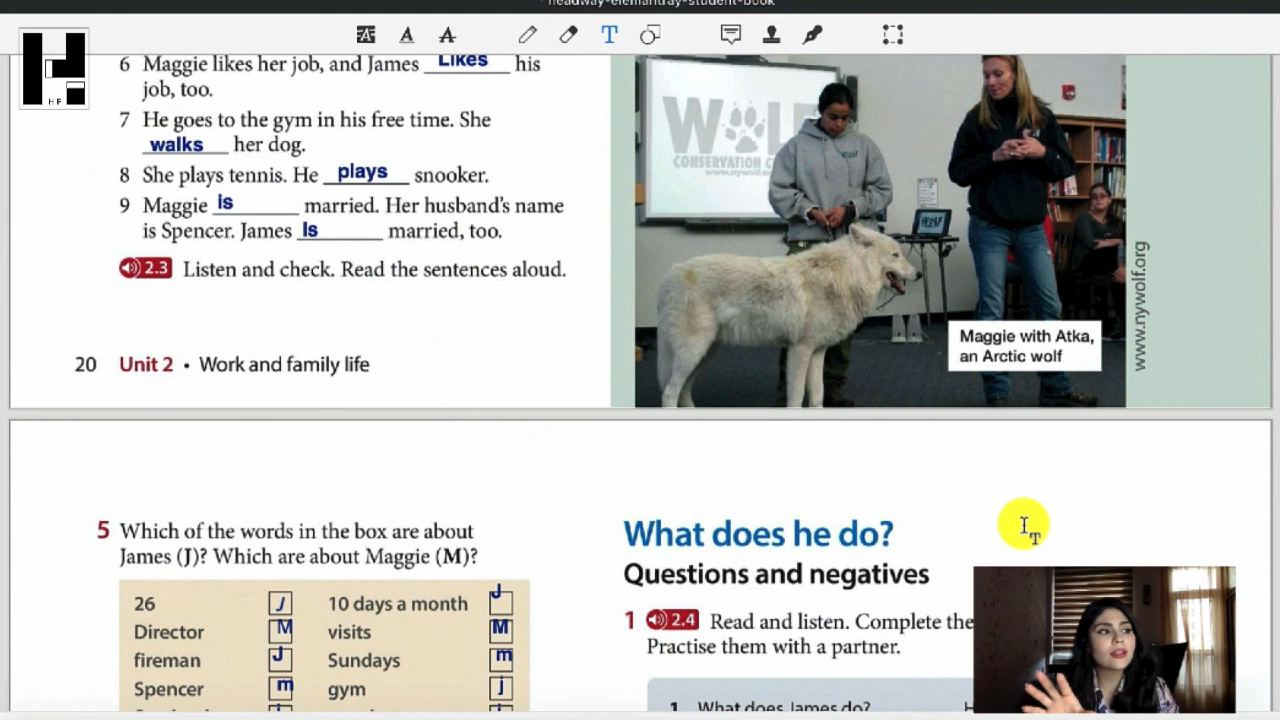 headway-elemantray-student-book
A A A T
HF
6 Maggie likes her job, and James Likes his
job, too.
7 He goes to the gym in his free time. She
walks her dog.
8 She plays tennis. He plays snooker.
9 Maggie is married. Her husband's name
is Spencer. James Is married, too.
2.3 Listen and check. Read the sentences aloud.
20 Unit 2 • Work and family life
WOLF
CONSERVATION C
www.nywolf.o
WOLF
Maggie with Atka,
an Arctic wolf
www.nywolf.org
5 Which of the words in the box are about
James (J)? Which are about Maggie (M)?
26 J 10 days a month J
Director M visits M
fireman J Sundays m
Spencer m gym j
What does he do?
Questions and negatives
1 2.4 Read and listen. Complete the
Practise them with a partner.
1 What does James do? H
T